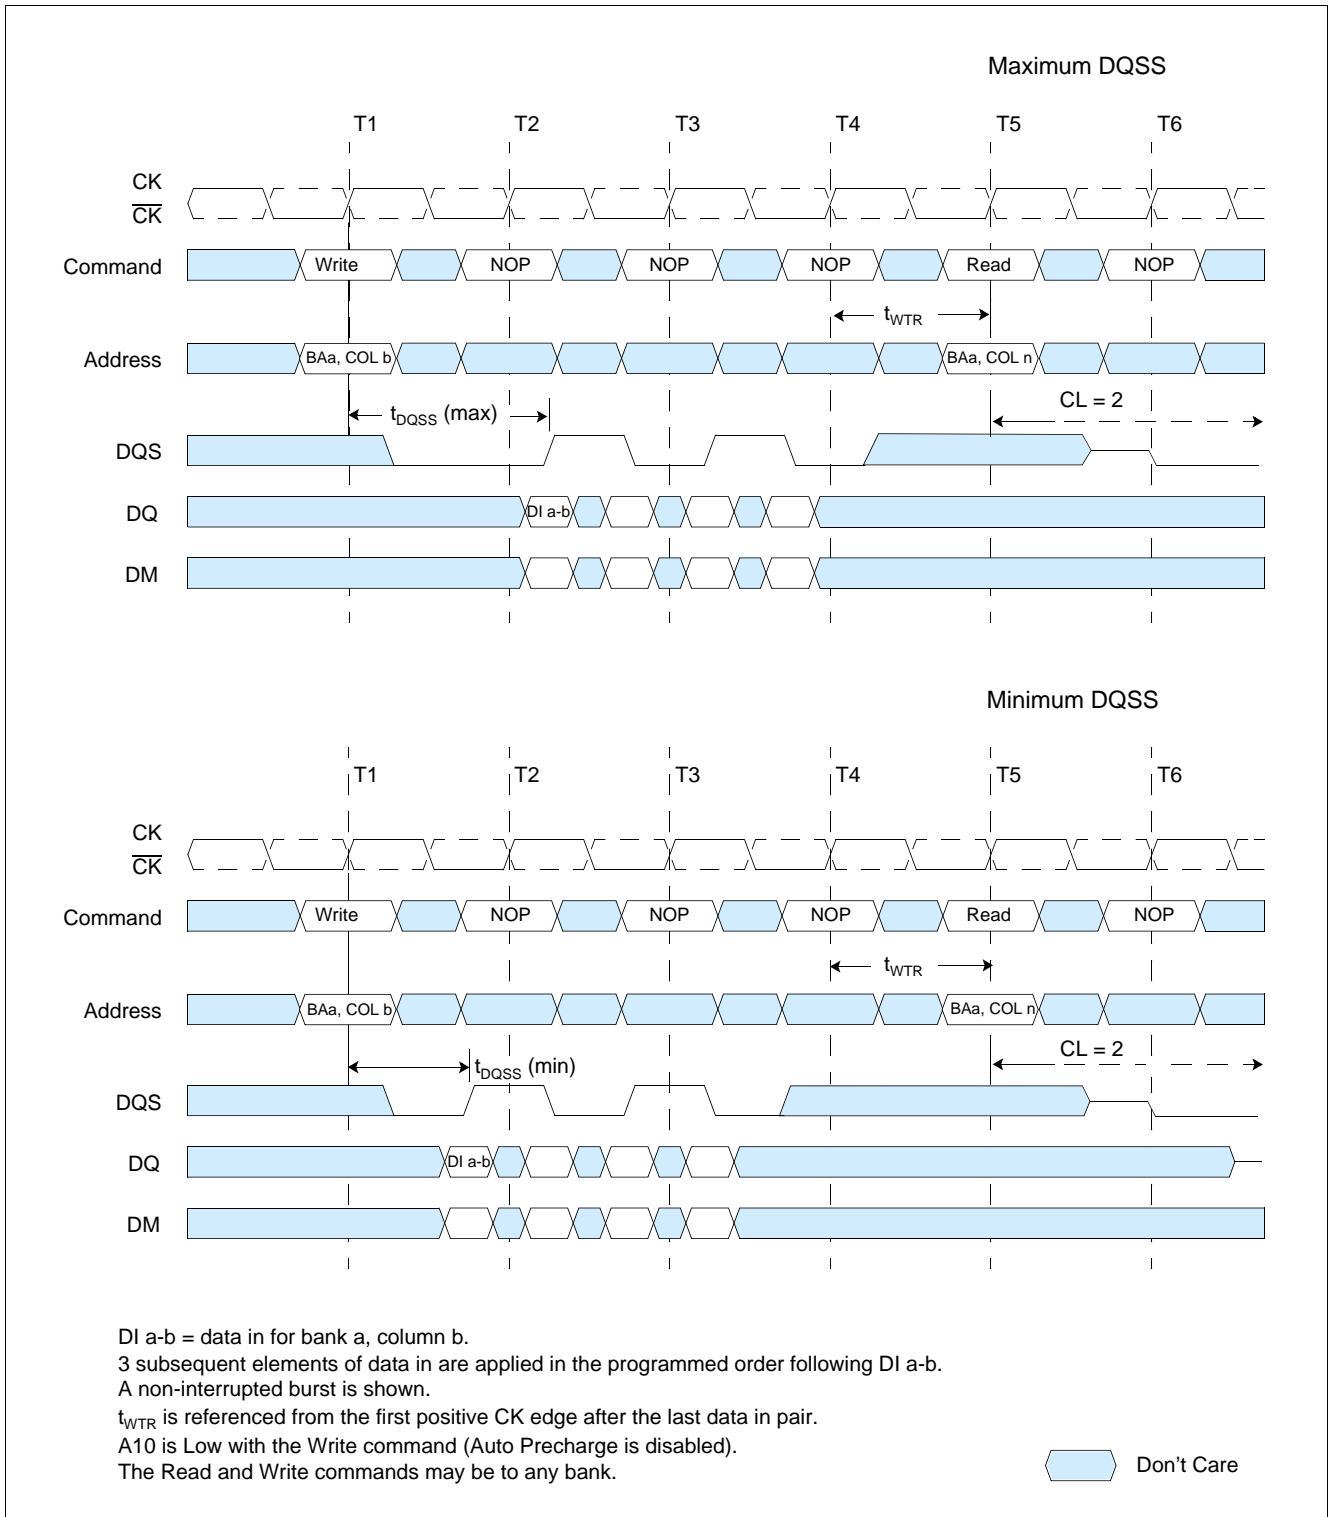 Maximum DQSS
T1 T2 T3 T4 T5 T6
CK
CK
Command Write NOP NOP NOP Read NOP
tWTR
Address BAa, COL b BAa, COL n
tDQSS (max) CL = 2
DQS
DQ DI a-b
DM
Minimum DQSS
T1 T2 T3 T4 T5 T6
CK
CK
Command Write NOP NOP NOP Read NOP
tWTR
Address BAa, COL b BAa, COL n
tDQSS (min) CL = 2
DQS
DQ DI a-b
DM
DI a-b = data in for bank a, column b.
3 subsequent elements of data in are applied in the programmed order following DI a-b.
A non-interrupted burst is shown.
tWTR is referenced from the first positive CK edge after the last data in pair.
A10 is Low with the Write command (Auto Precharge is disabled).
The Read and Write commands may be to any bank.
Don't Care